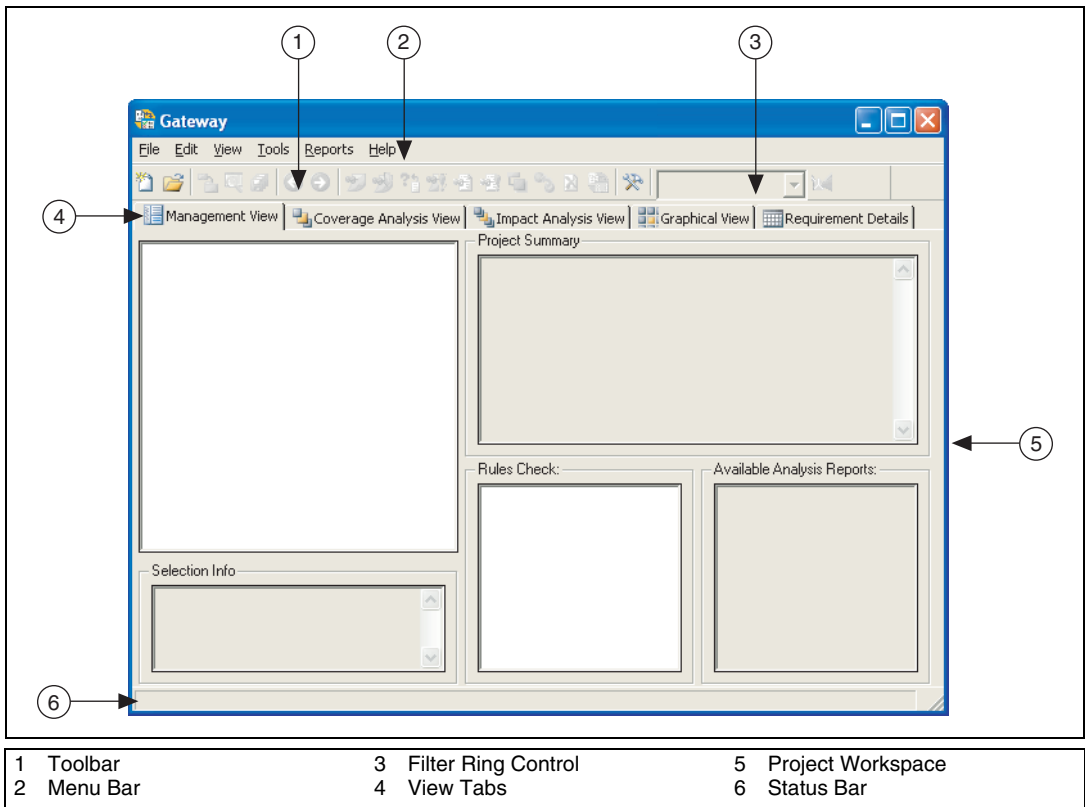 1 2 3
Gateway
File Edit View Tools Reports Help
4
Management View Coverage Analysis View Impact Analysis View Graphical View Requirement Details
Project Summary
5
Rules Check: Available Analysis Reports:
Selection Info
6
1 Toolbar 3 Filter Ring Control 5 Project Workspace
2 Menu Bar 4 View Tabs 6 Status Bar